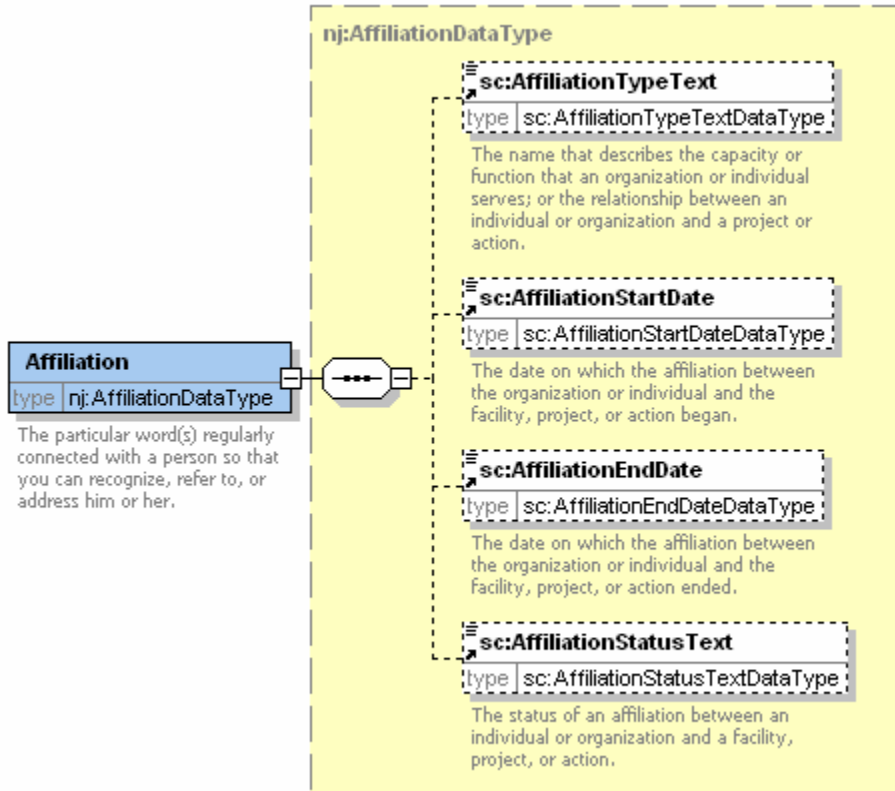 nj:AffiliationDataType
sc:AffiliationTypeText
type sc:AffiliationTypeTextDataType
The name that describes the capacity or
function that an organization or individual
serves; or the relationship between an
individual or organization and a project or
action.
sc:AffiliationStartDate
type sc:AffiliationStartDateDataType
The date on which the affiliation between
the organization or individual and the
facility, project, or action began.
Affiliation
type nj:AffiliationDataType
The particular word(s) regularly
connected with a person so that
you can recognize, refer to, or
address him or her.
sc:AffiliationEndDate
type sc:AffiliationEndDateDataType
The date on which the affiliation between
the organization or individual and the
facility, project, or action ended.
sc:AffiliationStatusText
type sc:AffiliationStatusTextDataType
The status of an affiliation between an
individual or organization and a facility,
project, or action.